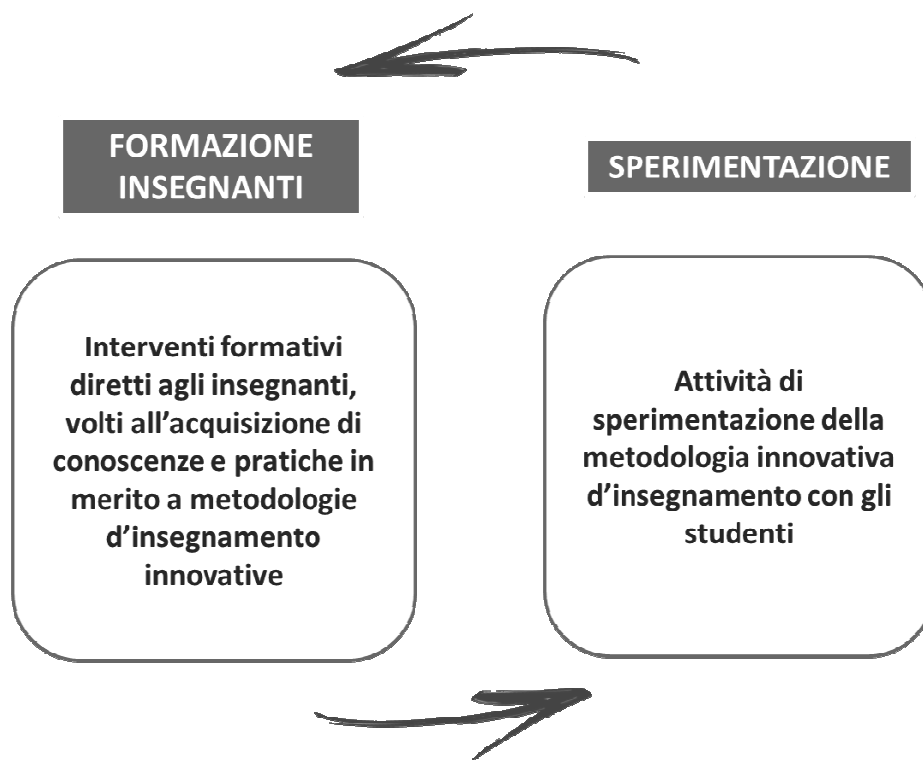 FORMAZIONE
INSEGNANTI
SPERIMENTAZIONE
Interventi formativi
diretti agli insegnanti,
volti all’acquisizione di
conoscenze e pratiche in
merito a metodologie
d’insegnamento
innovative
Attività di
sperimentazione della
metodologia innovativa
d’insegnamento con gli
studenti